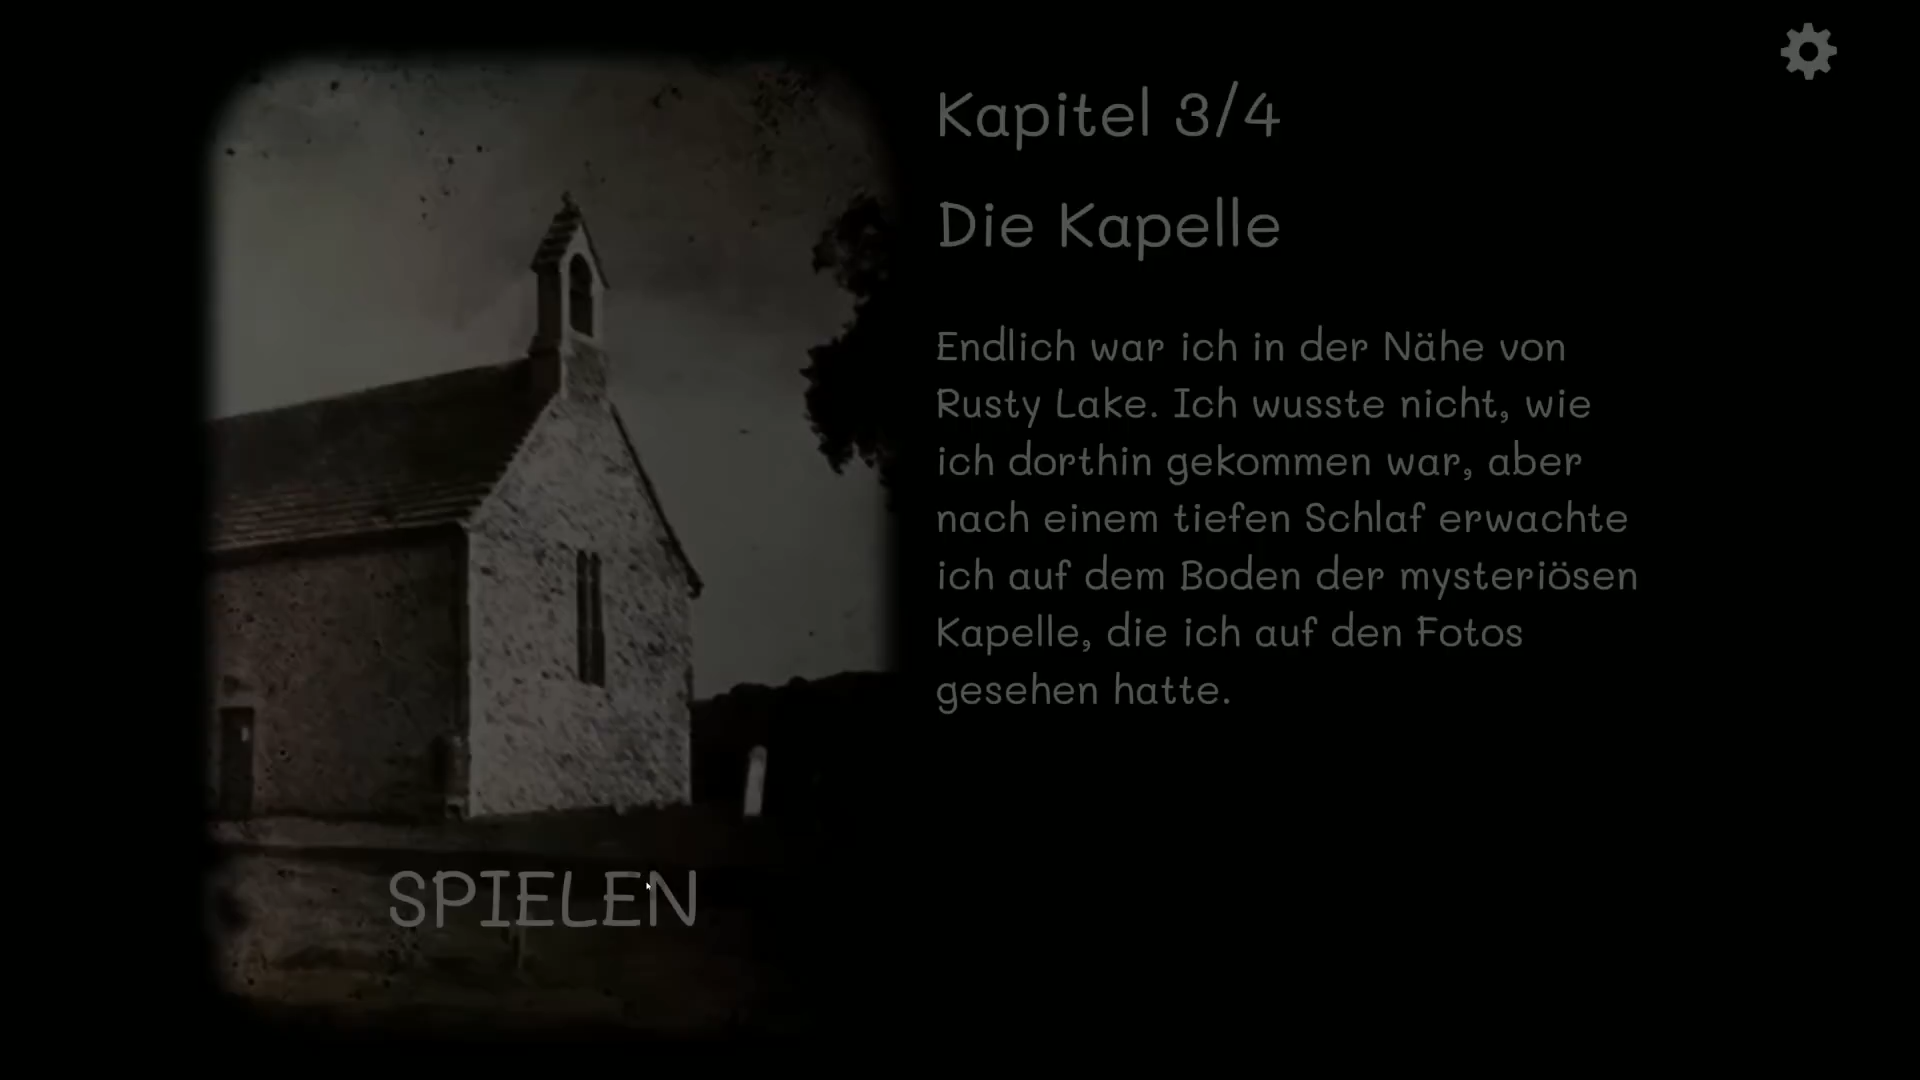 Kapitel 3/4
Die Kapelle
Endlich war ich in der Nähe von
Rusty Lake. Ich wusste nicht, wie
ich dorthin gekommen war, aber
nach einem tiefen Schlaf erwachte
ich auf dem Boden der mysteriösen
Kapelle, die ich auf den Fotos
gesehen hatte.
SPIELEN